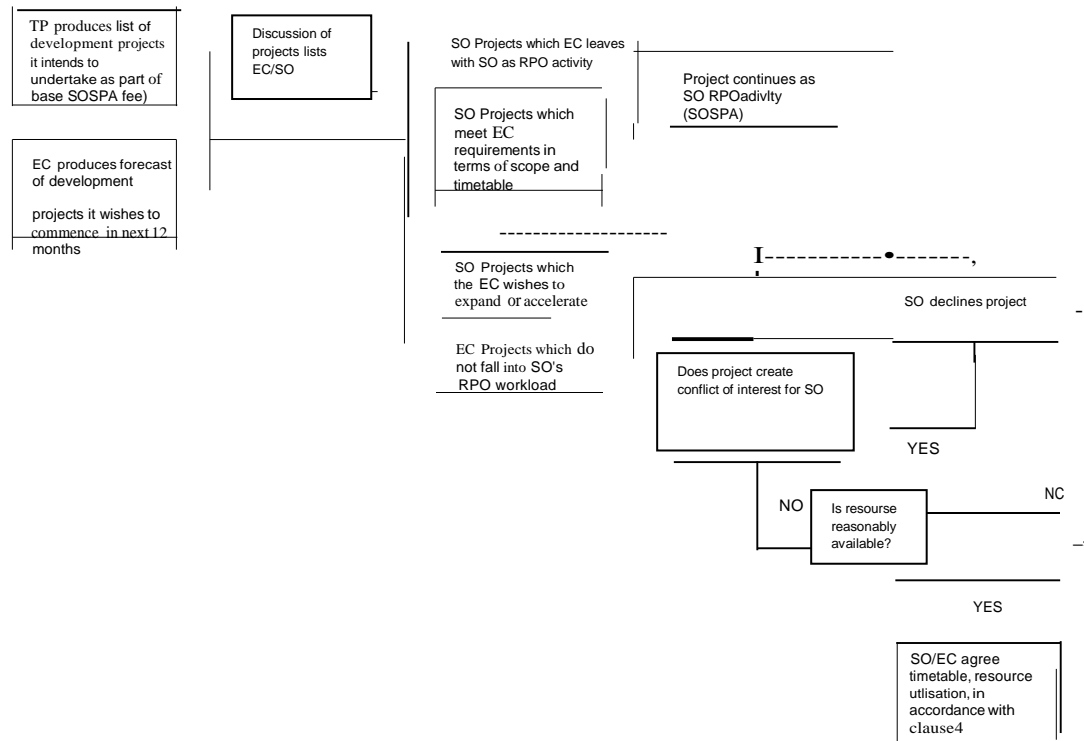 TP produces list of
development projects
it intends to
undertake as part of
base SOSPA fee)
EC produces forecast
of development
projects it wishes to
commence in next 12
months
Discussion of
projects lists
EC/SO
SO Projects which EC leaves
with SO as RPO activity
SO Projects which
meet EC
requirements in
terms of scope and
timetable
SO Projects which
the EC wishes to
expand or accelerate
EC Projects which do
not fall into SO's
RPO workload
Project continues as
SO RPOadivlty
(SOSPA)
SO declines project
Does project create
conflict of interest for SO
YES
NO
Is resourse
reasonably
available?
NC
YES
SO/EC agree
timetable, resource
utlisation, in
accordance with
clause4